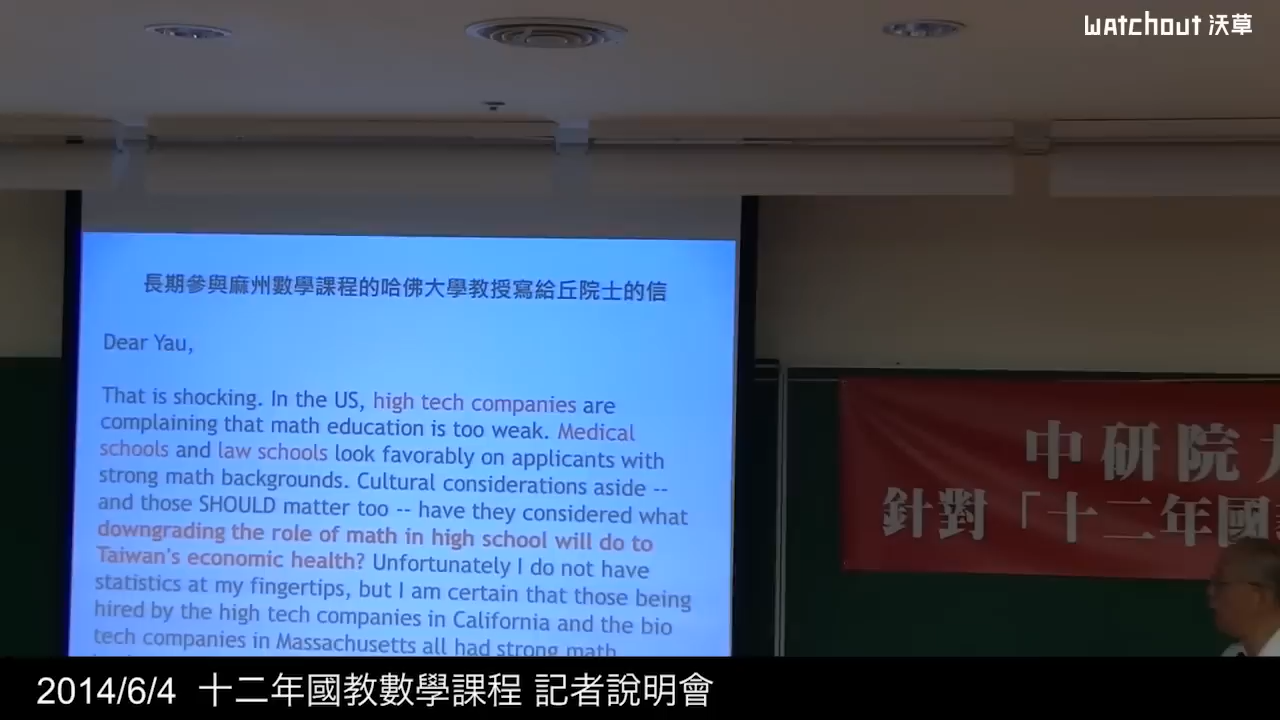 watchout 沃草
長期參與麻州數學課程的哈佛大學教授寫給丘院士的信
Dear Yau,
That is shocking. In the US, high tech companies are
complaining that math education is too weak. Medical
schools and law schools look favorably on applicants with
strong math backgrounds. Cultural considerations aside --
and those SHOULD matter too -- have they considered what
downgrading the role of math in high school will do to
Taiwan's economic health? Unfortunately I do not have
statistics at my fingertips, but I am certain that those being
hired by the high tech companies in California and the bio
tech companies in Massachusetts all had strong math
中研院
針對「十二年國
2014/6/4 十二年國教數學課程 記者說明會